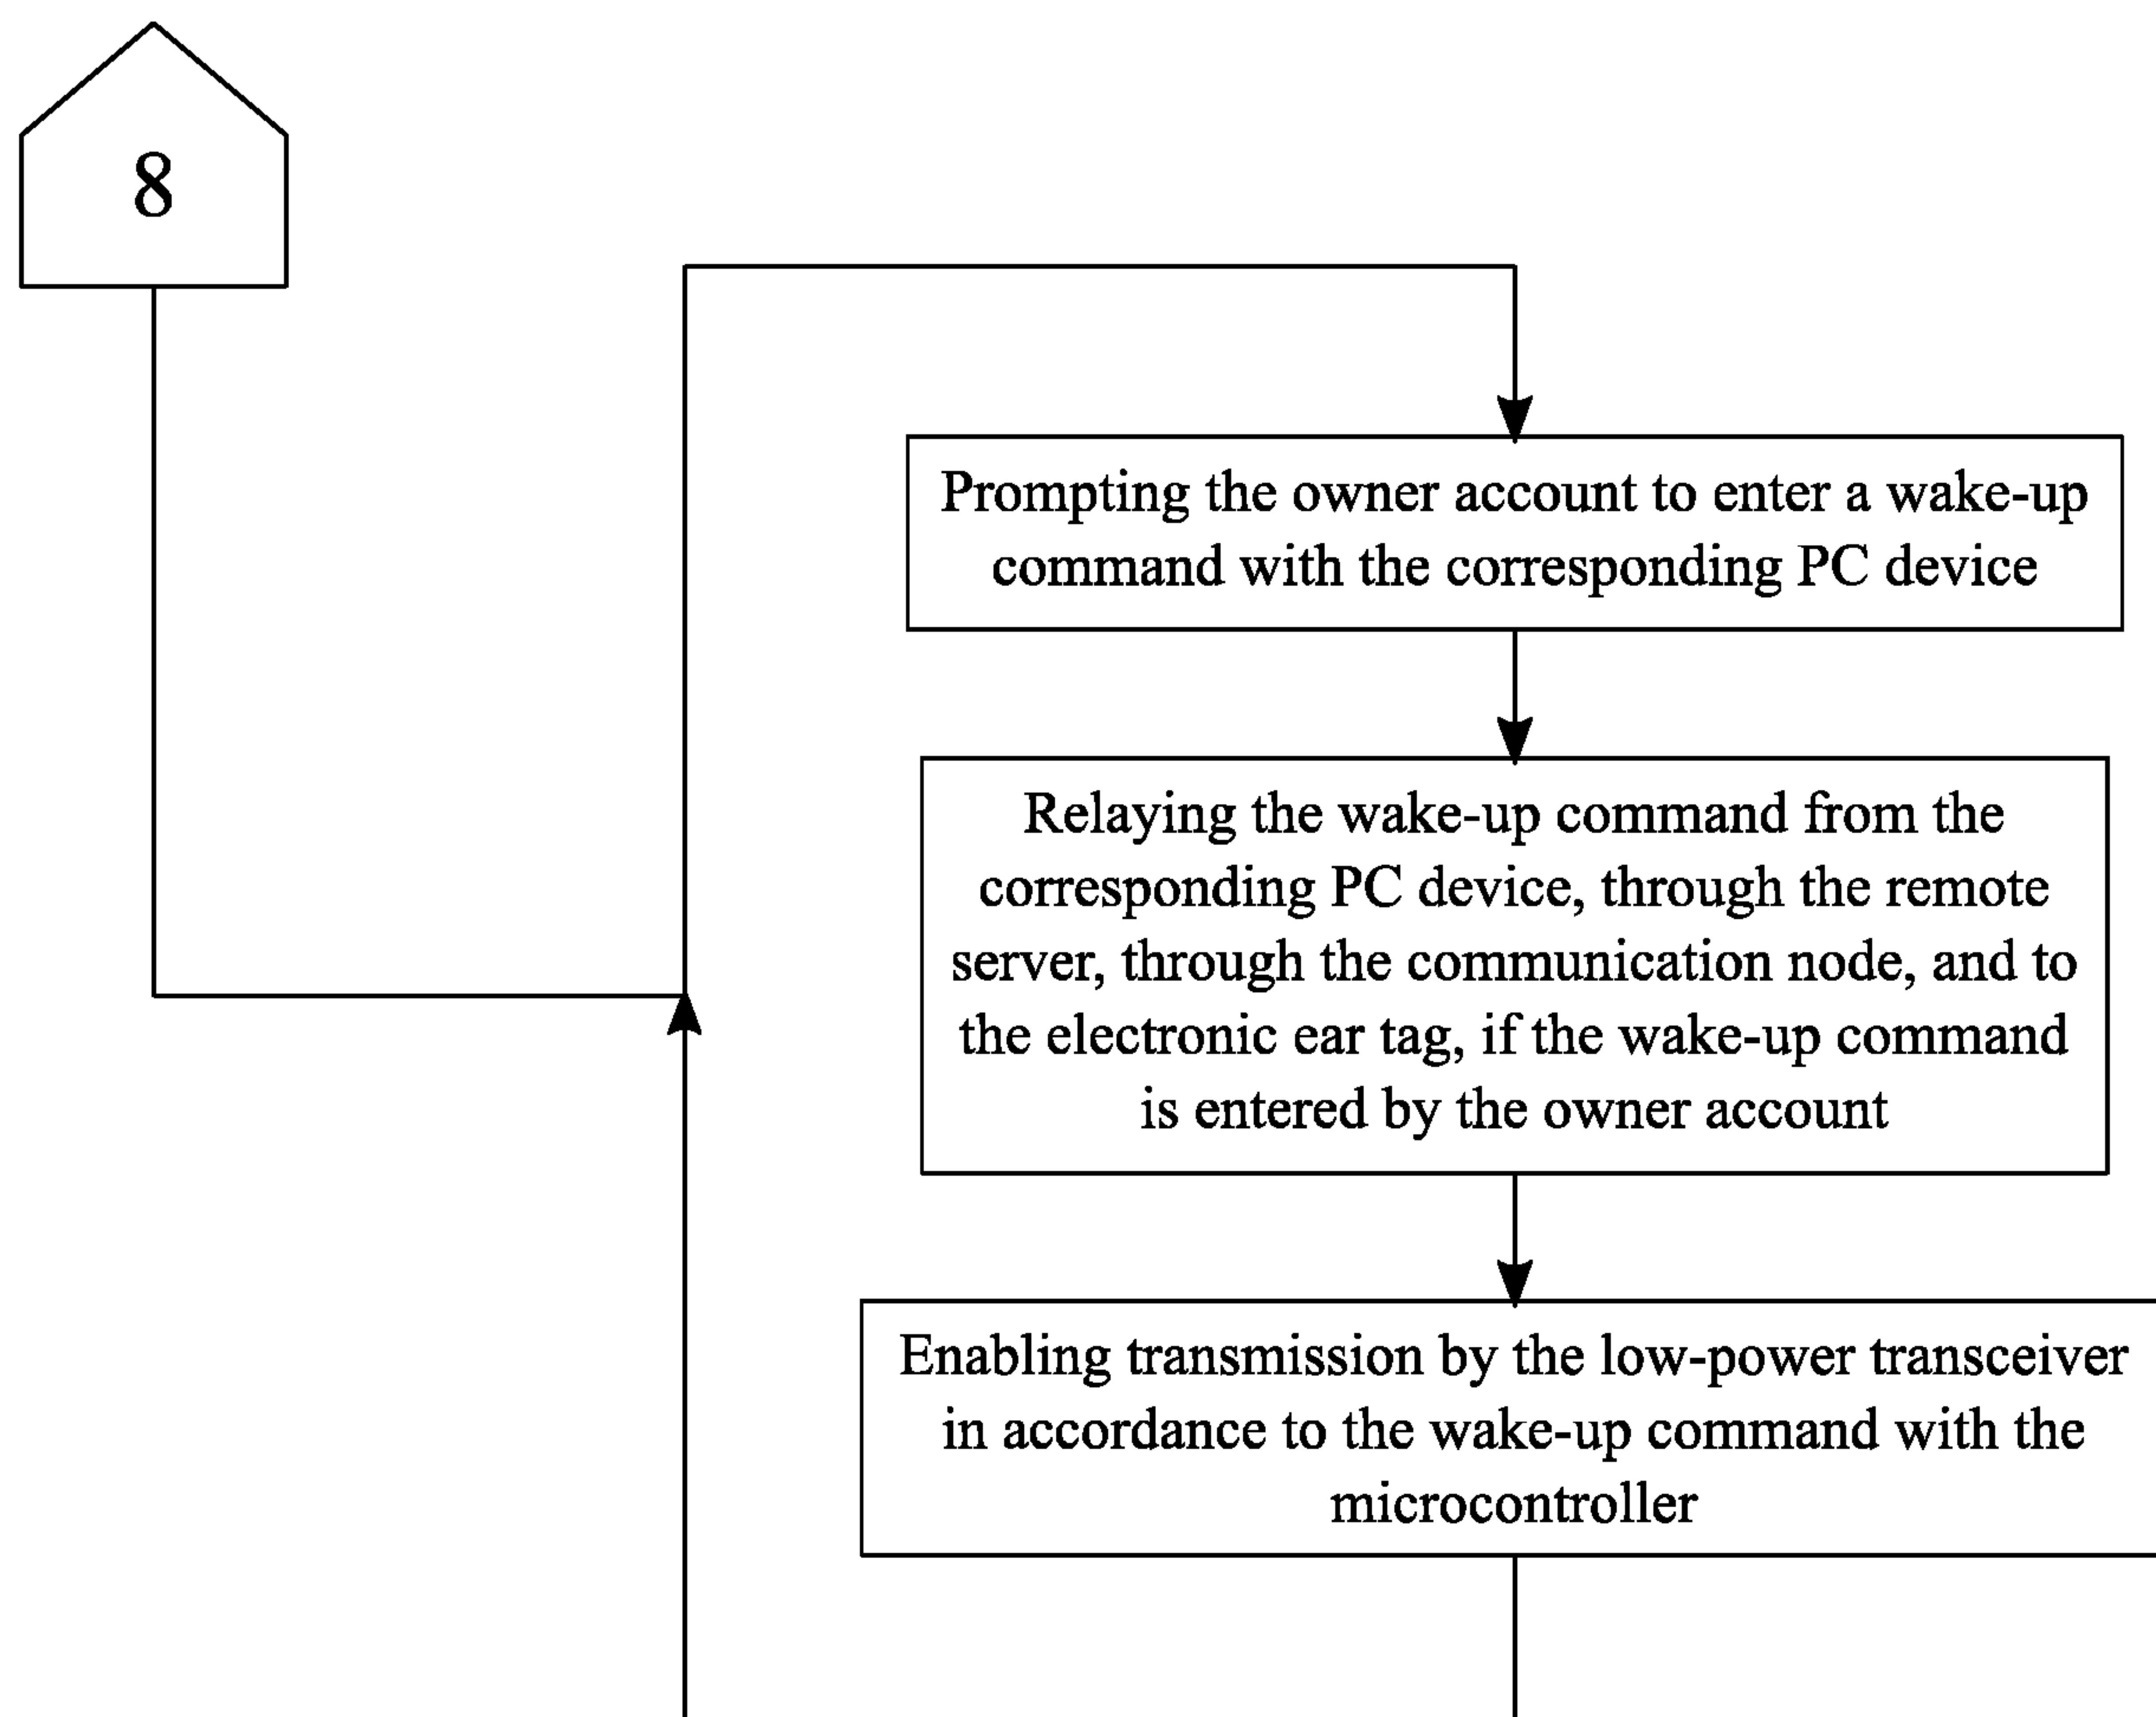 8
Prompting the owner account to enter a wake-up
command with the corresponding PC device
Relaying the wake-up command from the
corresponding PC device, through the remote
server, through the communication node, and to
the electronic ear tag, if the wake-up command
is entered by the owner account
Enabling transmission by the low-power transceiver
in accordance to the wake-up command with the
microcontroller